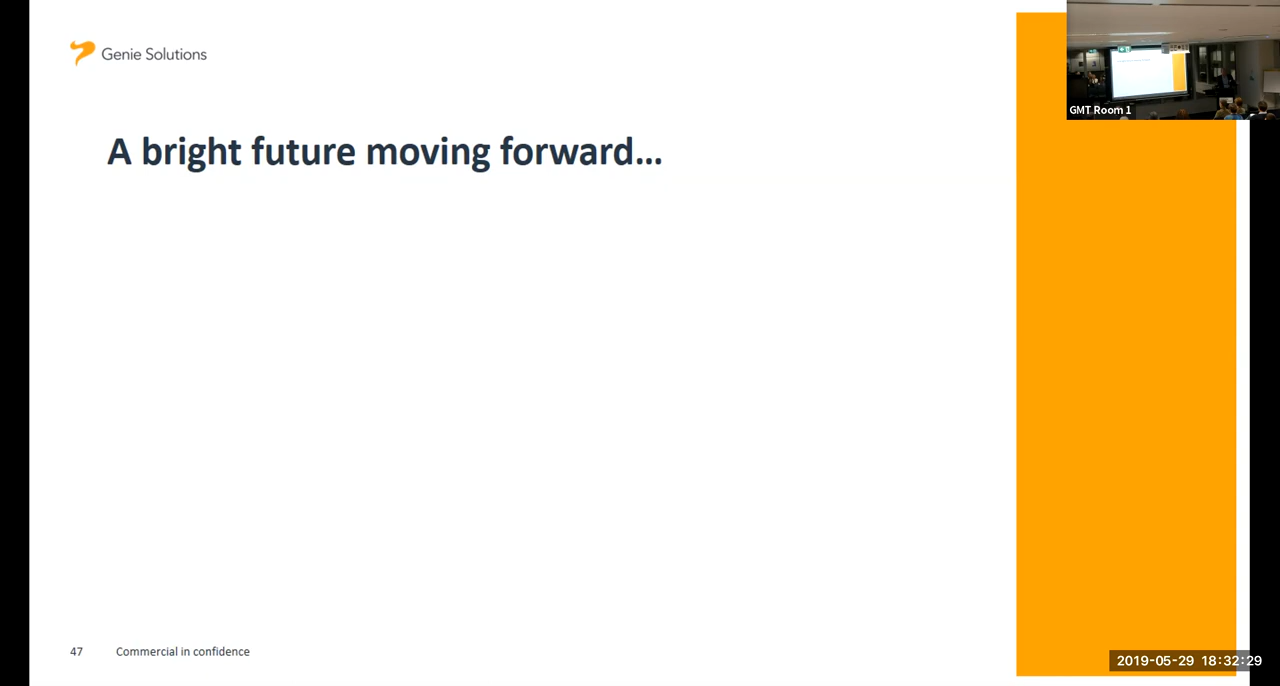 Genie Solutions
GMT Room 1
A bright future moving forward...
47
Commercial in confidence
2019-05-29 18:32:29